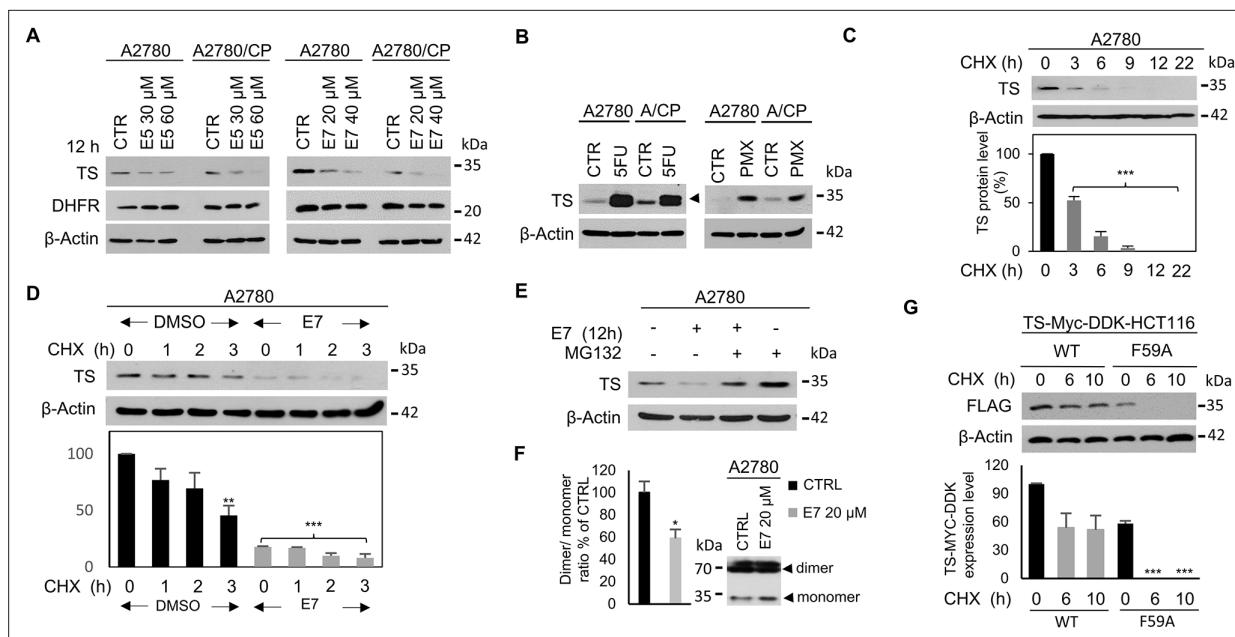 A
A2780 A2780/CP A2780 A2780/CP
12 h CTR E5 30 µM E5 60 µM CTR E5 30 µM E5 60 µM CTR E7 20 µM E7 40 µM CTR E7 20 µM E7 40 µM kDa
TS 35
DHFR 20
β-Actin 42
B
A2780 A/CP A2780 A/CP
CTR 5FU CTR 5FU CTR PMX CTR PMX kDa
TS 35
β-Actin 42
C
A2780
CHX (h) 0 3 6 9 12 22 kDa
TS 35
β-Actin 42
TS protein level
(%)
100
50
0
***
CHX (h) 0 3 6 9 12 22
D
A2780
DMSO E7
CHX (h) 0 1 2 3 0 1 2 3 kDa
TS 35
β-Actin 42
100
50
0
**
***
CHX (h) 0 1 2 3 0 1 2 3
DMSO E7
E
A2780
E7 (12h) - + + -
MG132 - - + + kDa
TS 35
β-Actin 42
F
Dimer/ monomer
ratio % of CTRL
120
100
80
60
40
20
0
*
CTRL
E7 20 µM
A2780
CTRL E7 20 µM
kDa
70 dimer
35 monomer
G
TS-Myc-DDK-HCT116
WT F59A
CHX (h) 0 6 10 0 6 10 kDa
FLAG 35
β-Actin 42
TS-MYC-DDK
expression level
120
90
60
30
0
*** ***
CHX (h) 0 6 10 0 6 10
WT F59A